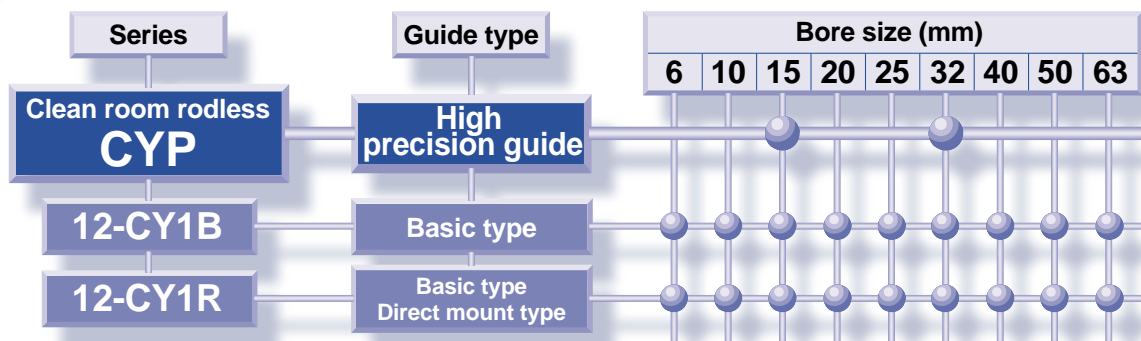 Series
Guide type
Bore size (mm)
6 10 15 20 25 32 40 50 63
Clean room rodless
CYP
High
precision guide
12-CY1B
Basic type
12-CY1R
Basic type
Direct mount type